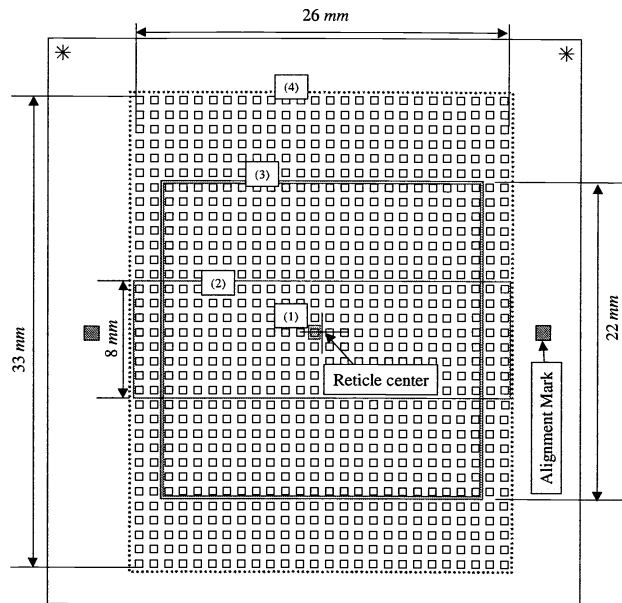 26 mm
(4)
(3)
(2)
(1)
33 mm
8 mm
22 mm
Reticle center
Alignment Mark